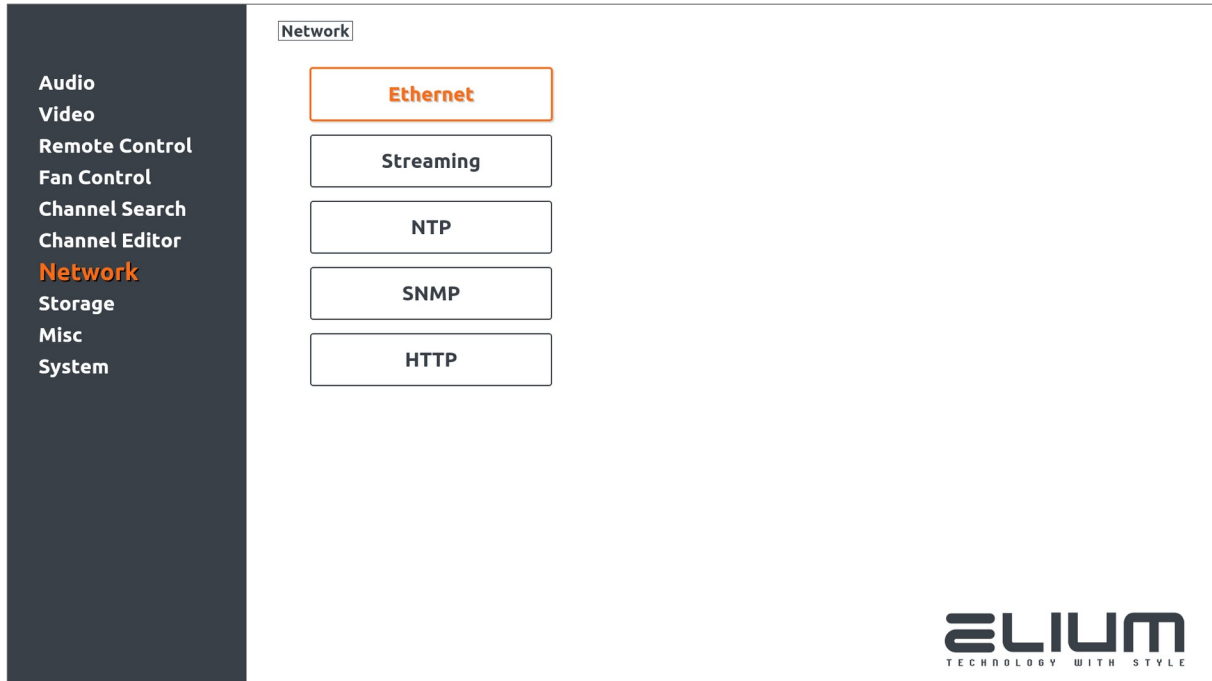 Network
Audio
Video
Remote Control
Fan Control
Channel Search
Channel Editor
Network
Storage
Misc
System
Ethernet
Streaming
NTP
SNMP
HTTP
ELIUM
TECHNOLOGY WITH STYLE